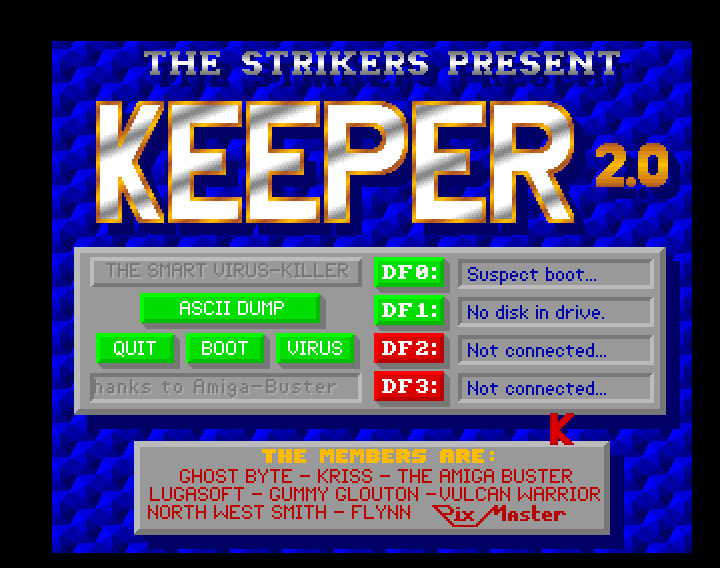 THE STRIKERS PRESENT
KEEPER 2.0
THE SMART VIRUS-KILLER
DF0: Suspect boot...
ASCII DUMP
DF1: No disk in drive.
QUIT BOOT VIRUS
DF2: Not connected...
hanks to Amiga-Buster
DF3: Not connected...
K
THE MEMBERS ARE:
GHOST BYTE - KRISS - THE AMIGA BUSTER
LUGASOFT - GUMMY GLOUTON -VULCAN WARRIOR
NORTH WEST SMITH - FLYNN Pix Master